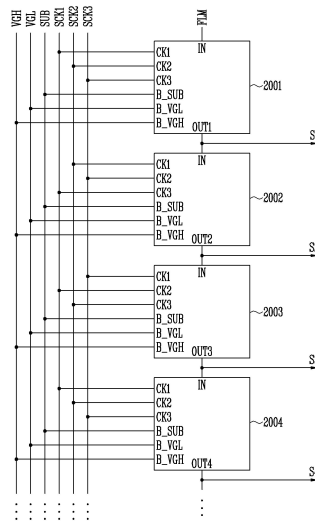 VGH
VGL
SUB
SCK1
SCK2
SCK3
FLM
IN
CK1
CK2
CK3
B_SUB
B_VGL
B_VGH
OUT1
2001
S
IN
CK1
CK2
CK3
B_SUB
B_VGL
B_VGH
OUT2
2002
S
IN
CK1
CK2
CK3
B_SUB
B_VGL
B_VGH
OUT3
2003
S
IN
CK1
CK2
CK3
B_SUB
B_VGL
B_VGH
OUT4
2004
S